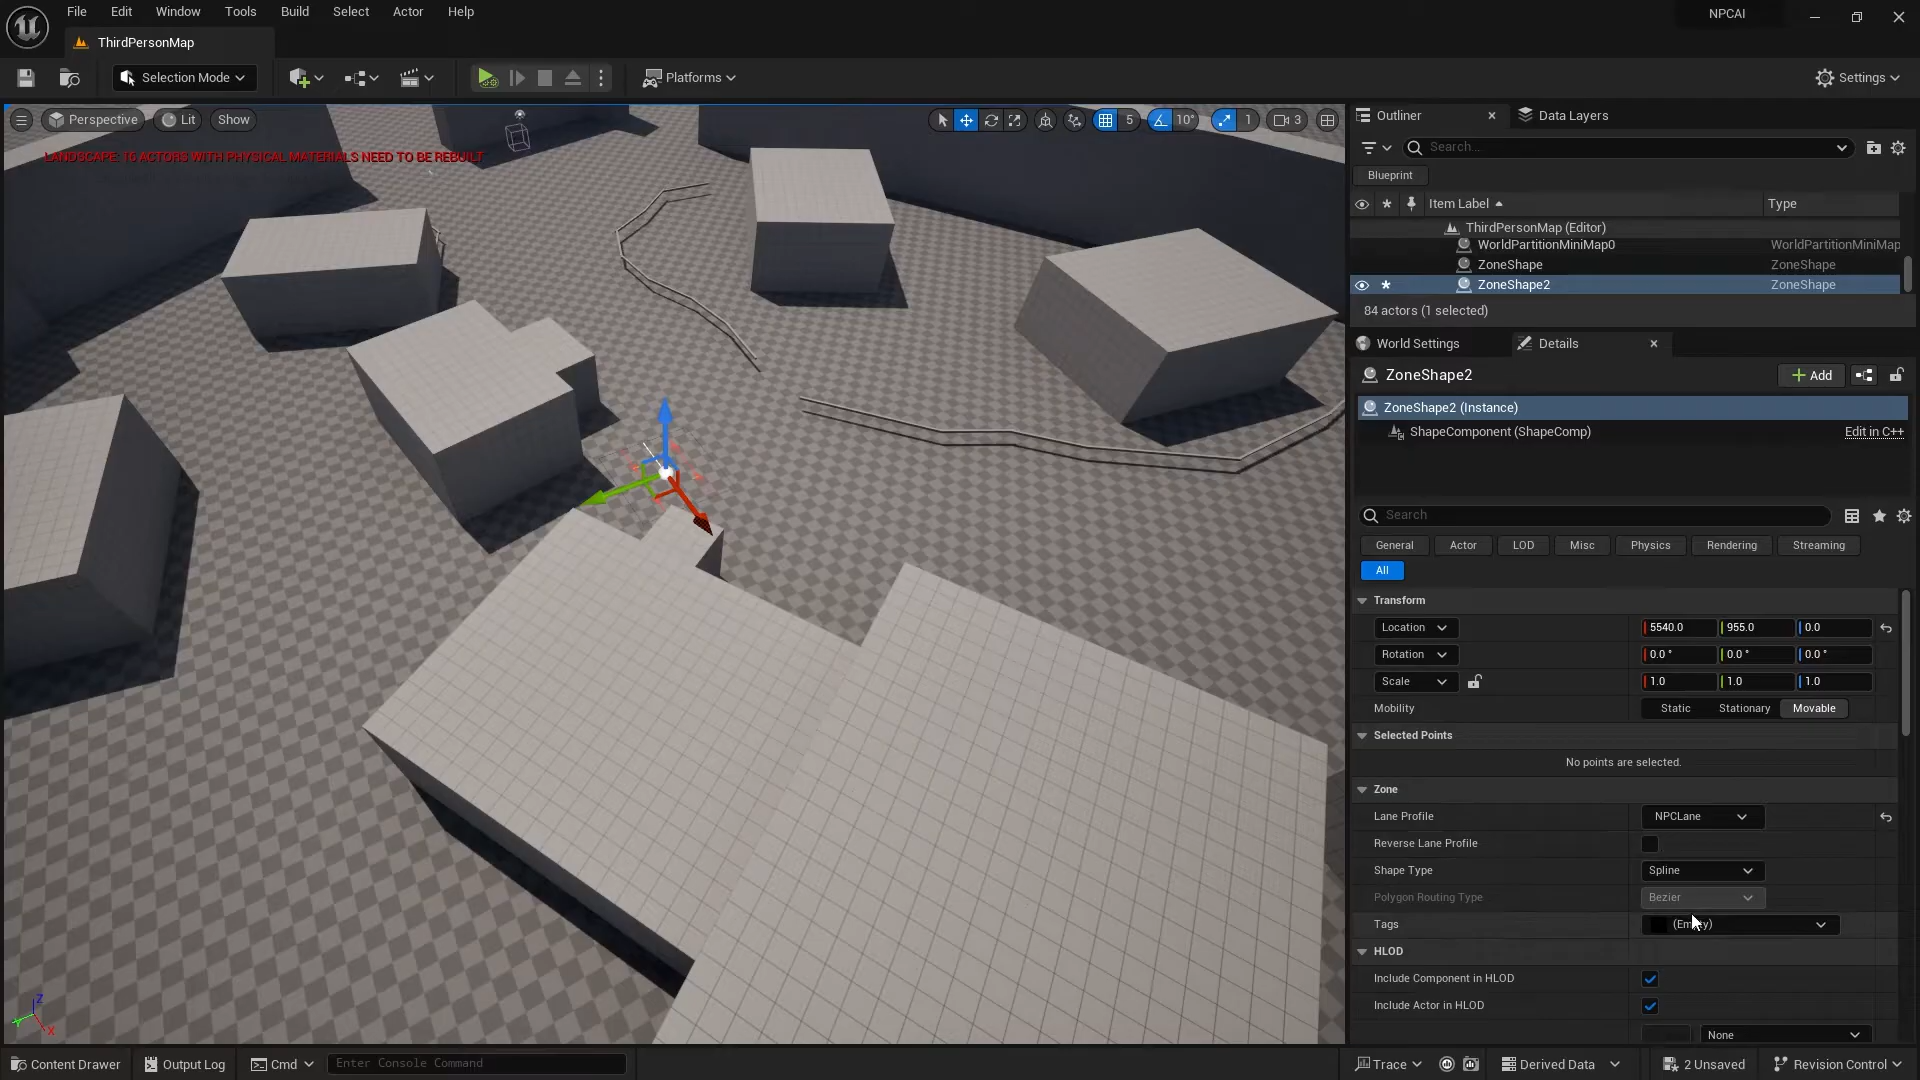 File Edit Window Tools Build Select Actor Help
NPCAI
ThirdPersonMap
Selection Mode
Platforms
Settings
Perspective
Lit
Show
5
10°
1
3
LANDSCAPE: 16 ACTORS WITH PHYSICAL MATERIALS NEED TO BE REBUILT
Outliner
Data Layers
Search...
Blueprint
Item Label
Type
ThirdPersonMap (Editor)
WorldPartitionMiniMap0 WorldPartitionMiniMap
ZoneShape ZoneShape
ZoneShape2 ZoneShape
84 actors (1 selected)
World Settings
Details
ZoneShape2
Add
ZoneShape2 (Instance)
ShapeComponent (ShapeComp) Edit in C++
Search
General Actor LOD Misc Physics Rendering Streaming
All
Transform
Location 5540.0 955.0 0.0
Rotation 0.0 ° 0.0 ° 0.0 °
Scale 1.0 1.0 1.0
Mobility Static Stationary Movable
Selected Points
No points are selected.
Zone
Lane Profile NPCLane
Reverse Lane Profile
Shape Type Spline
Polygon Routing Type Bezier
Tags (Empty)
HLOD
Include Component in HLOD
Include Actor in HLOD
None
Z
X
Content Drawer
Output Log
Cmd
Enter Console Command
Trace
Derived Data
2 Unsaved
Revision Control